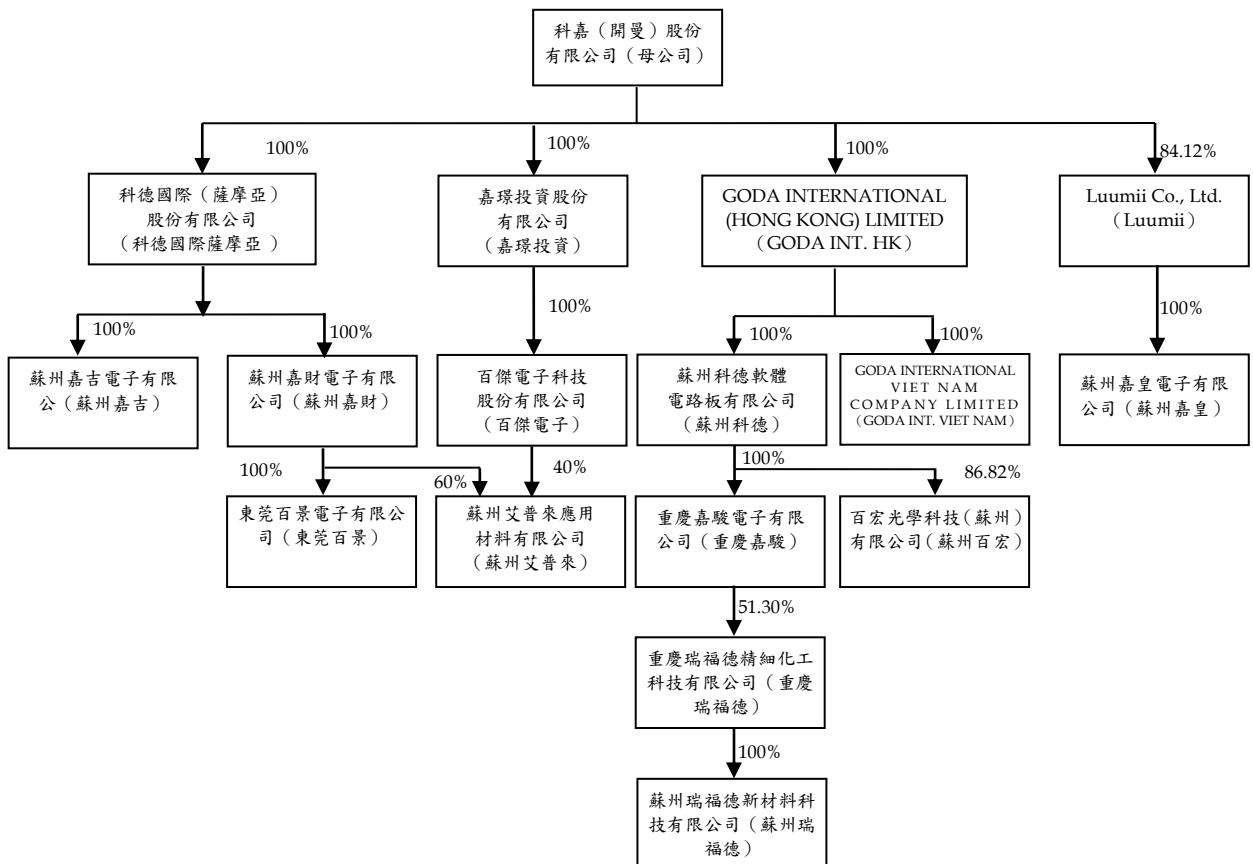 科嘉（開曼）股份
有限公司（母公司）
100%
100%
100%
84.12%
科德國際（薩摩亞）
股份有限公司
（科德國際薩摩亞）
嘉璟投資股份
有限公司
（嘉璟投資）
GODA INTERNATIONAL
(HONG KONG) LIMITED
（GODA INT. HK）
Luumii Co., Ltd.
（Luumii）
100%
100%
100%
100%
100%
100%
蘇州嘉吉電子有限
公(蘇州嘉吉）
蘇州嘉財電子有限
公司（蘇州嘉財）
百傑電子科技
股份有限公司
（百傑電子）
蘇州科德軟體
電路板有限公司
（蘇州科德）
GODA INTERNATIONAL
VIET NAM
COMPANY LIMITED
（GODA INT. VIET NAM）
蘇州嘉皇電子有限
公司（蘇州嘉皇）
100%
60%
40%
100%
86.82%
東莞百景電子有限公
司（東莞百景）
蘇州艾普來應用
材料有限公司
（蘇州艾普來）
重慶嘉駿電子有限
公司（重慶嘉駿）
百宏光學科技（蘇州）
有限公司（蘇州百宏）
51.30%
重慶瑞福德精細化工
科技有限公司（重慶
瑞福德）
100%
蘇州瑞福德新材料科
技有限公司（蘇州瑞
福德）